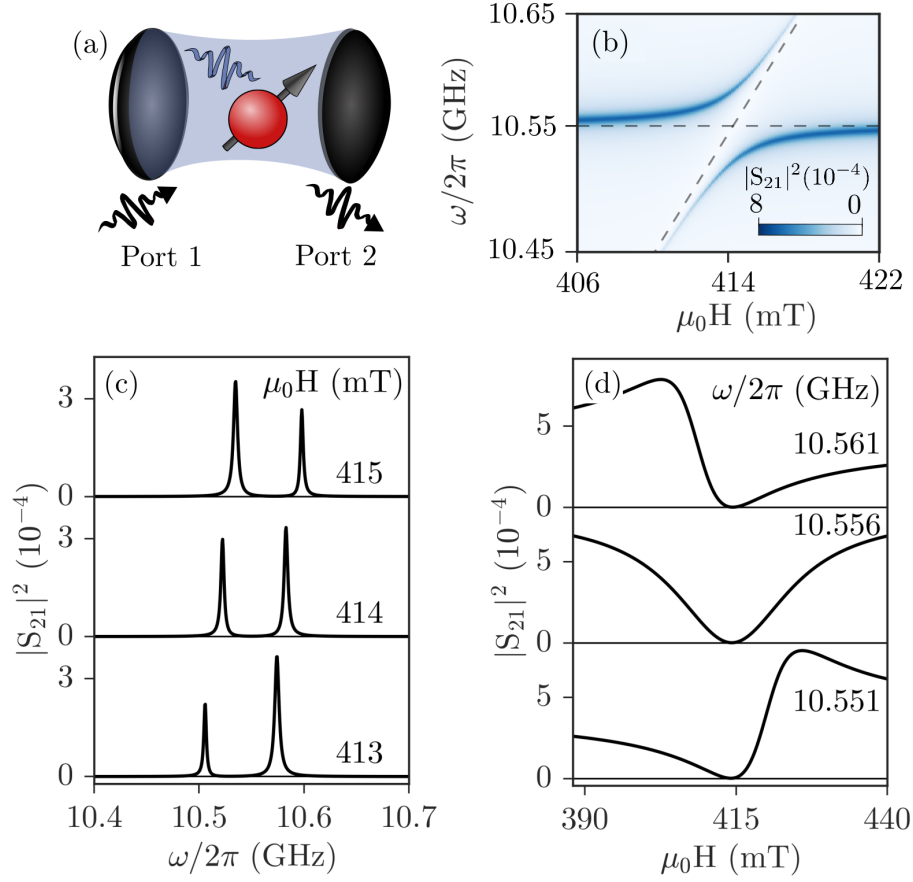 (a)
Port 1
Port 2
(b)
ω/2π (GHz)
10.65
10.55
10.45
|S₂₁|²(10⁻⁴)
8 0
406 414 422
μ₀H (mT)
(c) μ₀H (mT)
|S₂₁|² (10⁻⁴)
3
415
0
3
414
0
3
413
0
10.4 10.5 10.6 10.7
ω/2π (GHz)
(d) ω/2π (GHz)
|S₂₁|² (10⁻⁴)
5
10.561
0
10.556
5
0
5
10.551
0
390 415 440
μ₀H (mT)